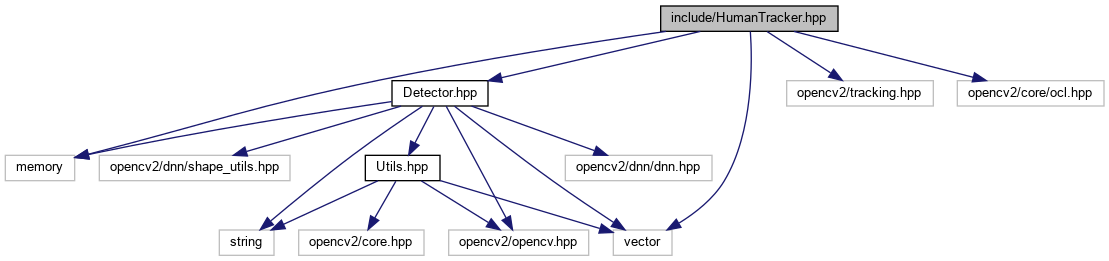 include/HumanTracker.hpp
Detector.hpp
opencv2/tracking.hpp
opencv2/core/ocl.hpp
memory
opencv2/dnn/shape_utils.hpp
Utils.hpp
opencv2/dnn/dnn.hpp
string
opencv2/core.hpp
opencv2/opencv.hpp
vector